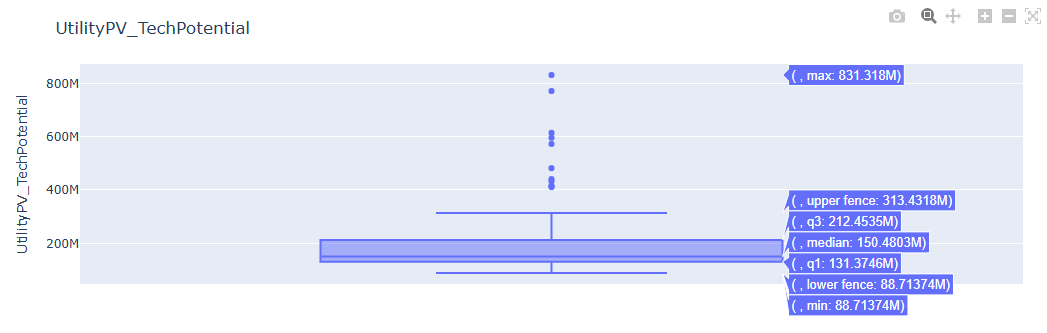 UtilityPV_TechPotential
UtilityPV_TechPotential
800M
600M
400M
200M
( , max: 831.318M)
( , upper fence: 313.4318M)
( , q3: 212.4535M)
( , median: 150.4803M)
( , q1: 131.3746M)
( , lower fence: 88.71374M)
( , min: 88.71374M)